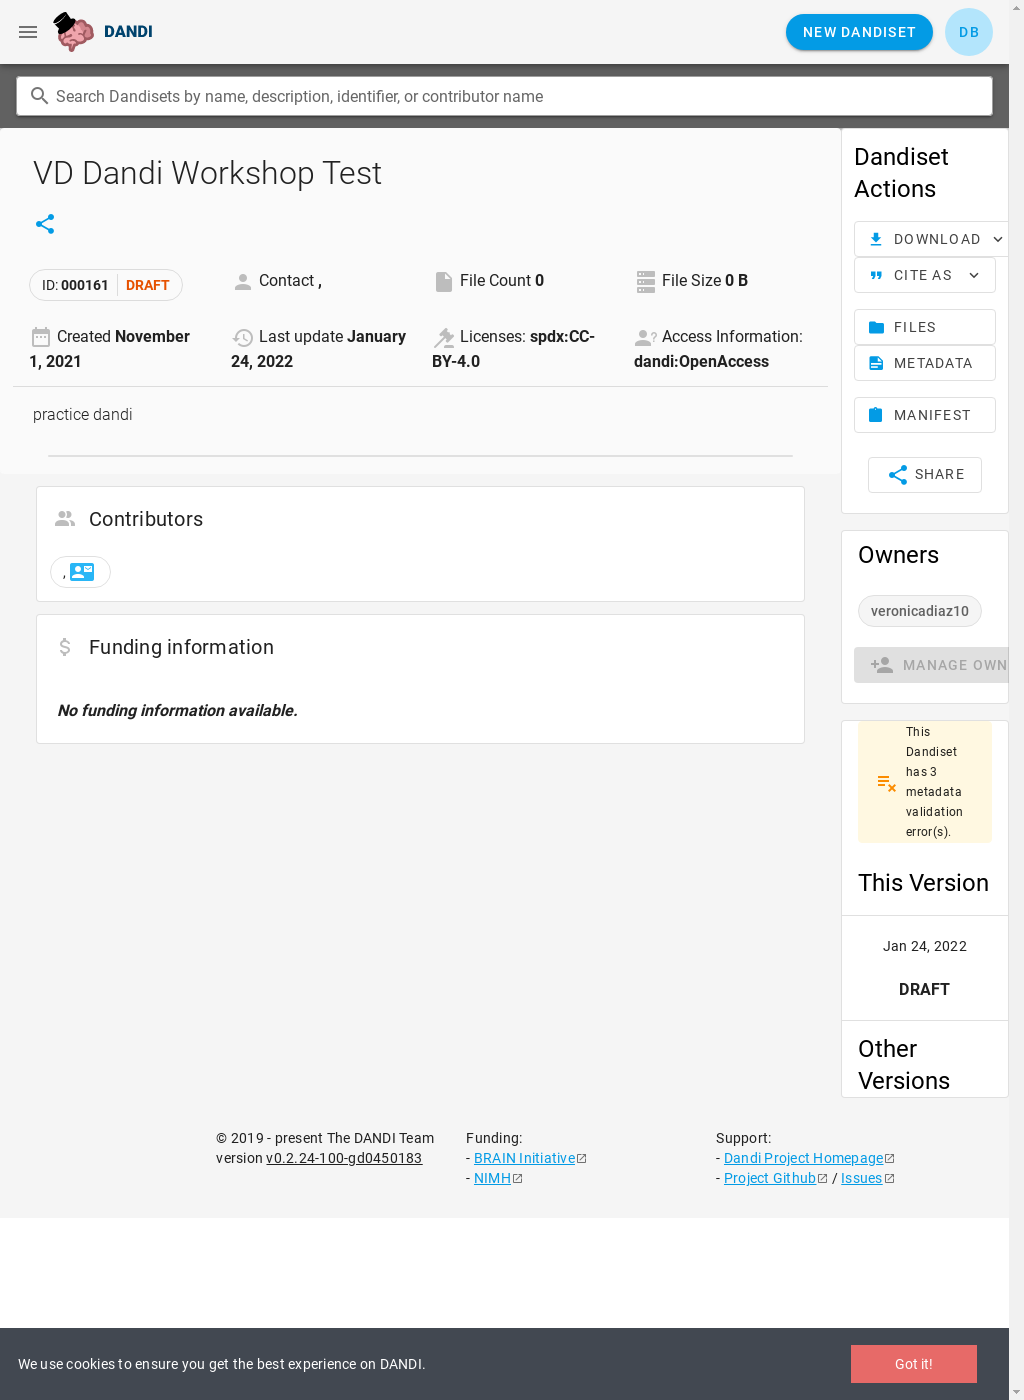 DANDI
NEW DANDISET
DB
Search Dandisets by name, description, identifier, or contributor name
VD Dandi Workshop Test
ID: 000161 DRAFT
Contact ,
File Count 0
File Size 0 B
Created November
1, 2021
Last update January
24, 2022
Licenses: spdx:CC-
BY-4.0
Access Information:
dandi:OpenAccess
practice dandi
Contributors
,
Funding information
No funding information available.
Dandiset
Actions
DOWNLOAD
CITE AS
FILES
METADATA
MANIFEST
SHARE
Owners
veronicadiaz10
MANAGE OWN
This
Dandiset
has 3
metadata
validation
error(s).
This Version
Jan 24, 2022
DRAFT
Other
Versions
© 2019 - present The DANDI Team
version v0.2.24-100-gd0450183
Funding:
- BRAIN Initiative
- NIMH
Support:
- Dandi Project Homepage
- Project Github / Issues
We use cookies to ensure you get the best experience on DANDI.
Got it!